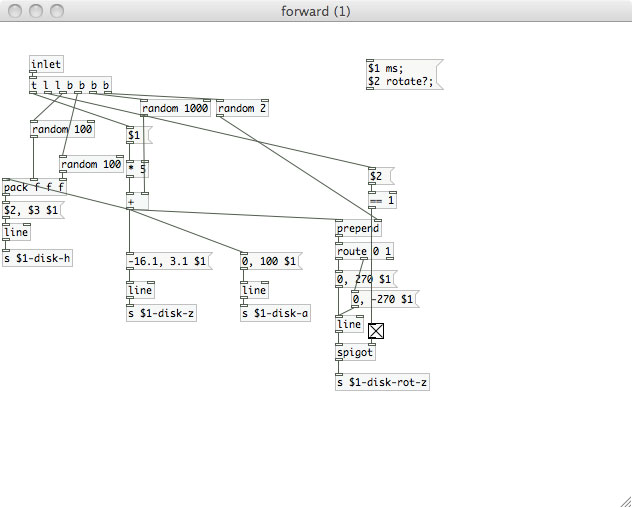 forward (1)
inlet
t l l b b b b
$1 ms;
$2 rotate?;
random 1000
random 2
random 100
$1
random 100
* 5
$2
pack f f f
== 1
$2, $3 $1
+
line
prepend
s $1-disk-h
route 0 1
-16.1, 3.1 $1
0, 100 $1
0, 270 $1
line
line
0, -270 $1
s $1-disk-z
s $1-disk-a
line
spigot
s $1-disk-rot-z